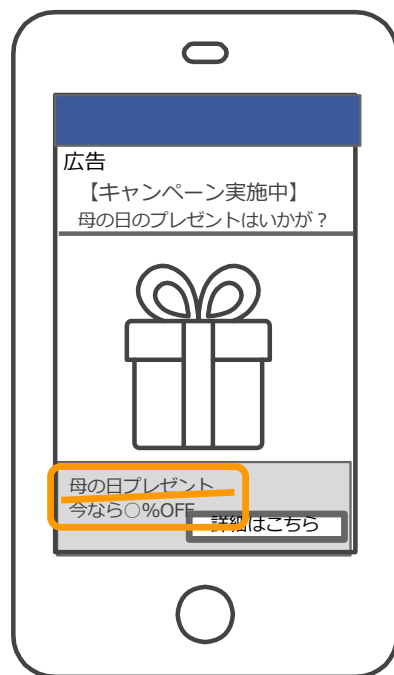 広告
【キャンペーン実施中】
母の日のプレゼントはいかが？
母の日プレゼント
今なら○%OFF
詳細はこちら